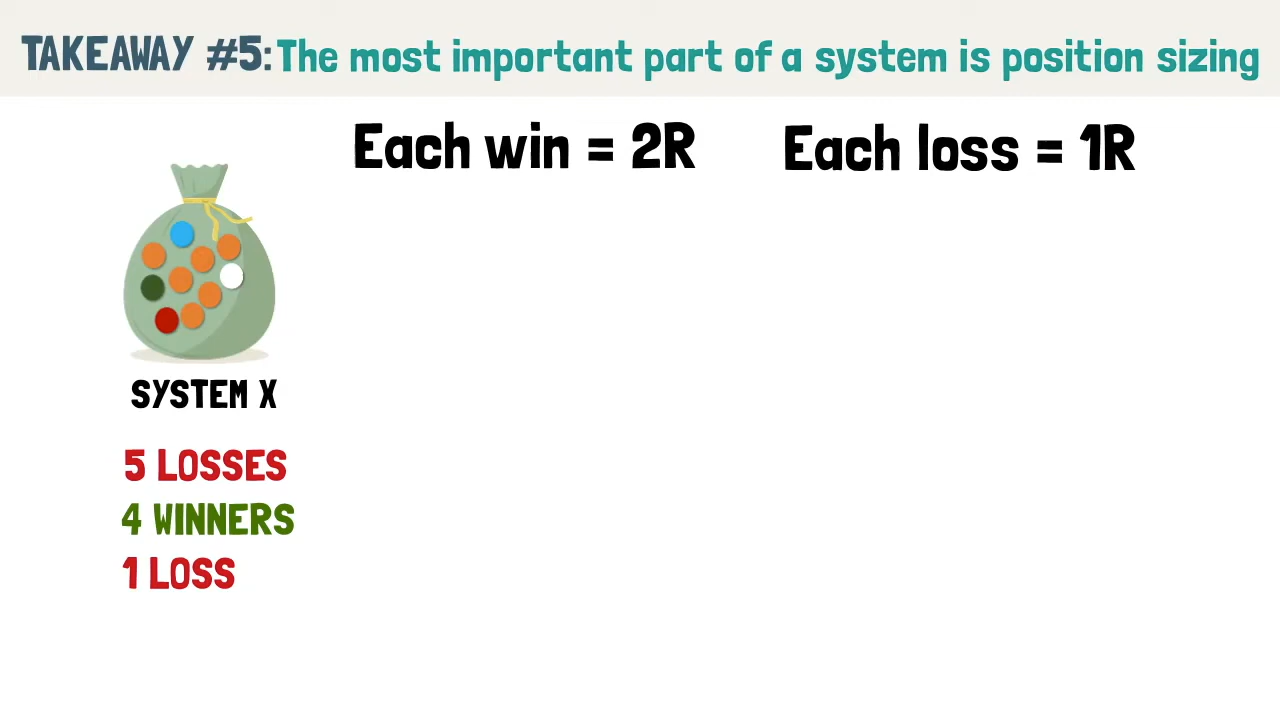 TAKEAWAY #5: The most important part of a system is position sizing
Each win = 2R
Each loss = 1R
SYSTEM X
5 LOSSES
4 WINNERS
1 LOSS